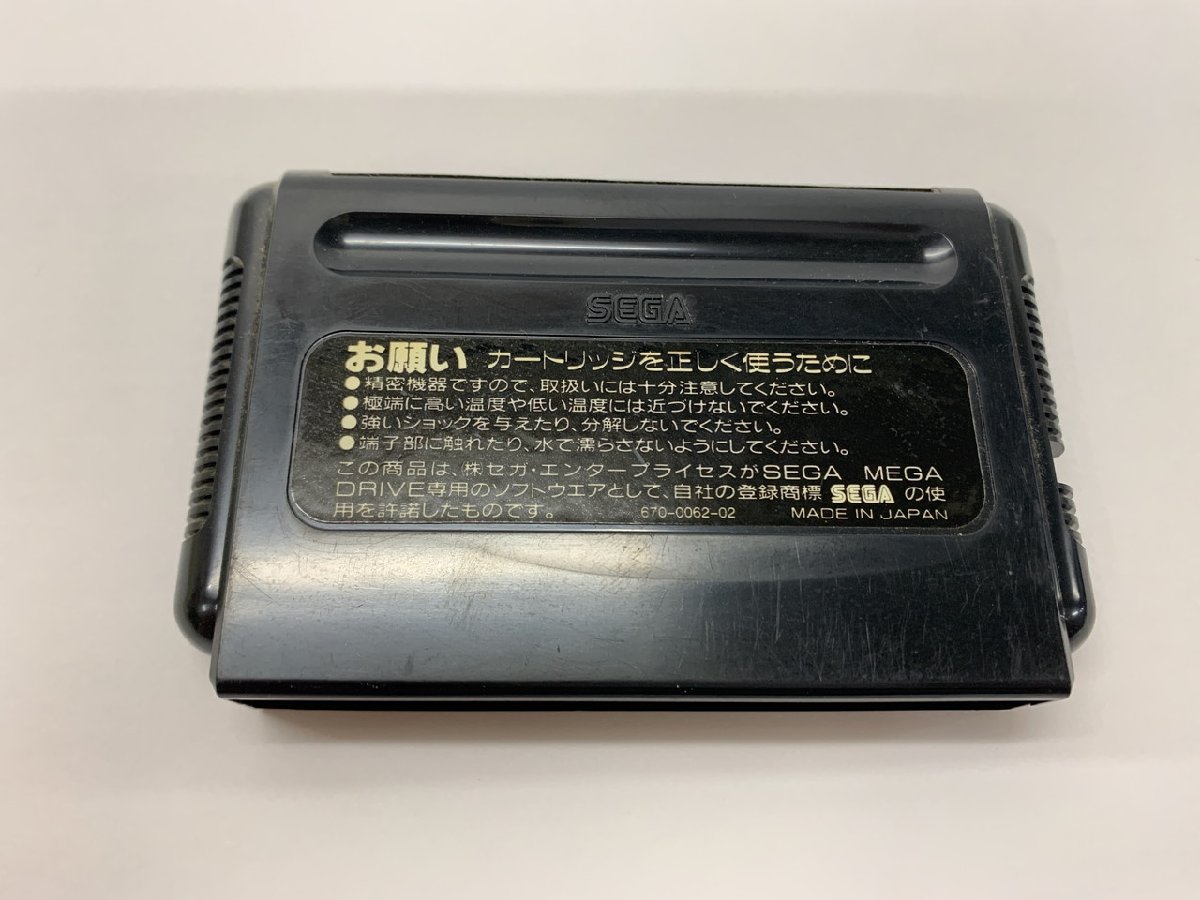 SEGA
お願い カートリッジを正しく使うために
●精密機器ですので、取扱いには十分注意してください。
●極端に高い温度や低い温度には近づけないでください。
●強いショックを与えたり、分解しないでください。
●端子部に触れたり、水で濡らさないようにしてください。
この商品は、株セガ・エンタープライセスがSEGA MEGA
DRIVE専用のソフトウエアとして、自社の登録商標 SEGA の使
用を許諾したものです。 670-0062-02 MADE IN JAPAN